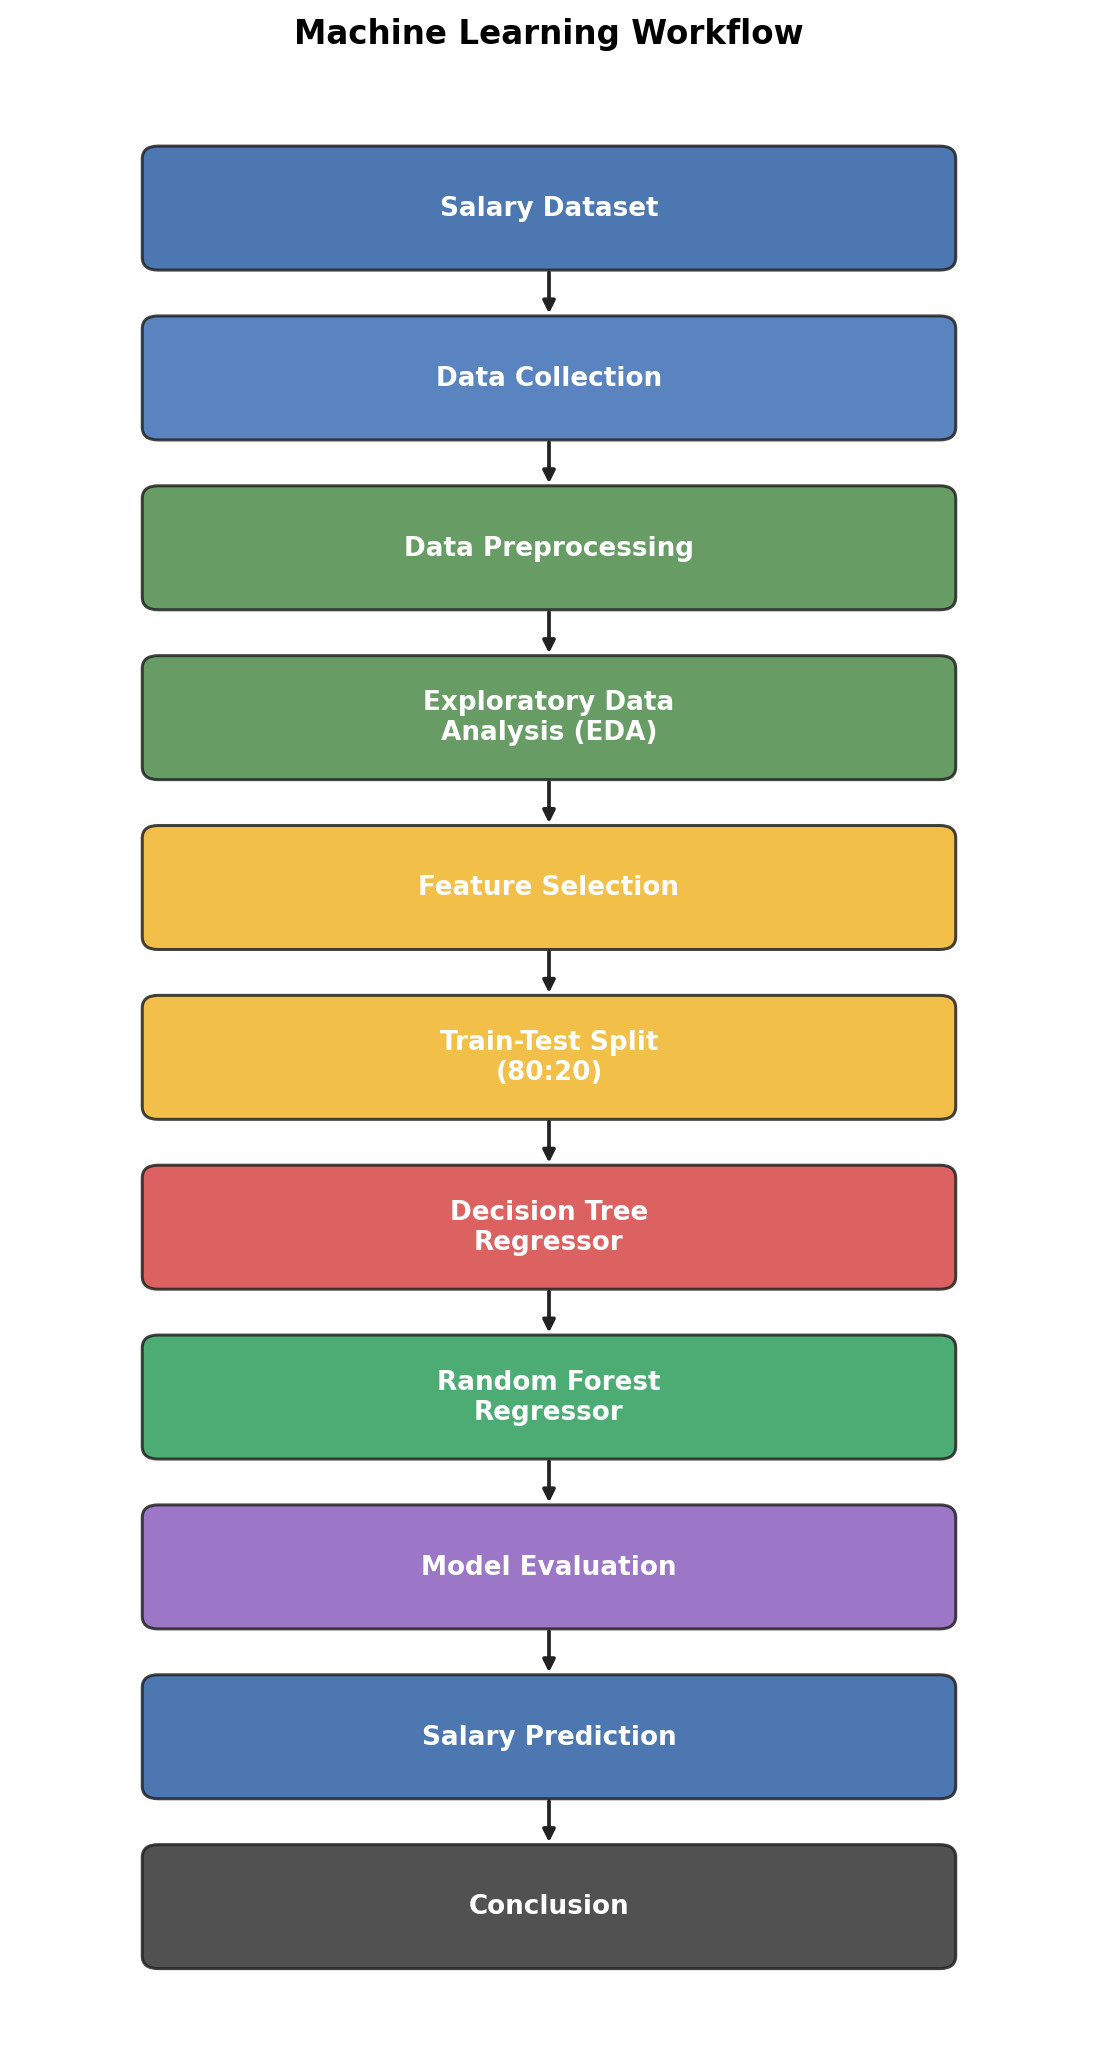 Machine Learning Workflow
Salary Dataset
Data Collection
Data Preprocessing
Exploratory Data
Analysis (EDA)
Feature Selection
Train-Test Split
(80:20)
Decision Tree
Regressor
Random Forest
Regressor
Model Evaluation
Salary Prediction
Conclusion